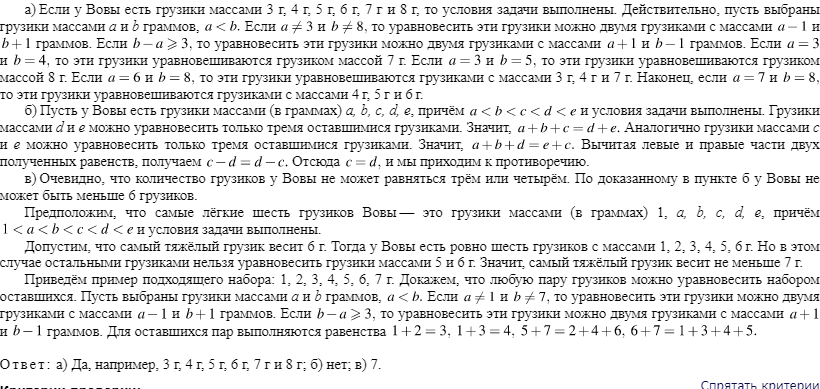 а) Если у Вовы есть грузики массами 3 г, 4 г, 5 г, 6 г, 7 г и 8 г, то условия задачи выполнены. Действительно, пусть выбраны
грузики массами a и b граммов, a < b. Если a ≠ 3 и b ≠ 8, то уравновесить эти грузики можно двумя грузиками с массами a − 1 и
b + 1 граммов. Если b − a ⩾ 3, то уравновесить эти грузики можно двумя грузиками с массами a + 1 и b − 1 граммов. Если a = 3
и b = 4, то эти грузики уравновешиваются грузиком массой 7 г. Если a = 3 и b = 5, то эти грузики уравновешиваются грузиком
массой 8 г. Если a = 6 и b = 8, то эти грузики уравновешиваются грузиками с массами 3 г, 4 г и 7 г. Наконец, если a = 7 и b = 8,
то эти грузики уравновешиваются грузиками с массами 4 г, 5 г и 6 г.
б) Пусть у Вовы есть грузики массами (в граммах) a, b, c, d, e, причём a < b < c < d < e и условия задачи выполнены. Грузики
массами d и e можно уравновесить только тремя оставшимися грузиками. Значит, a + b + c = d + e. Аналогично грузики массами c
и e можно уравновесить только тремя оставшимися грузиками. Значит, a + b + d = e + c. Вычитая левые и правые части двух
полученных равенств, получаем c − d = d − c. Отсюда c = d, и мы приходим к противоречию.
в) Очевидно, что количество грузиков у Вовы не может равняться трём или четырём. По доказанному в пункте б у Вовы не
может быть меньше 6 грузиков.
Предположим, что самые лёгкие шесть грузиков Вовы — это грузики массами (в граммах) 1, a, b, c, d, e, причём
1 < a < b < c < d < e и условия задачи выполнены.
Допустим, что самый тяжёлый грузик весит 6 г. Тогда у Вовы есть ровно шесть грузиков с массами 1, 2, 3, 4, 5, 6 г. Но в этом
случае остальными грузиками нельзя уравновесить грузики массами 5 и 6 г. Значит, самый тяжёлый грузик весит не меньше 7 г.
Приведём пример подходящего набора: 1, 2, 3, 4, 5, 6, 7 г. Докажем, что любую пару грузиков можно уравновесить набором
оставшихся. Пусть выбраны грузики массами a и b граммов, a < b. Если a ≠ 1 и b ≠ 7, то уравновесить эти грузики можно двумя
грузиками с массами a − 1 и b + 1 граммов. Если b − a ⩾ 3, то уравновесить эти грузики можно двумя грузиками с массами a + 1
и b − 1 граммов. Для оставшихся пар выполняются равенства 1 + 2 = 3, 1 + 3 = 4, 5 + 7 = 2 + 4 + 6, 6 + 7 = 1 + 3 + 4 + 5.
Ответ: а) Да, например, 3 г, 4 г, 5 г, 6 г, 7 г и 8 г; б) нет; в) 7.
Спрятать критерии